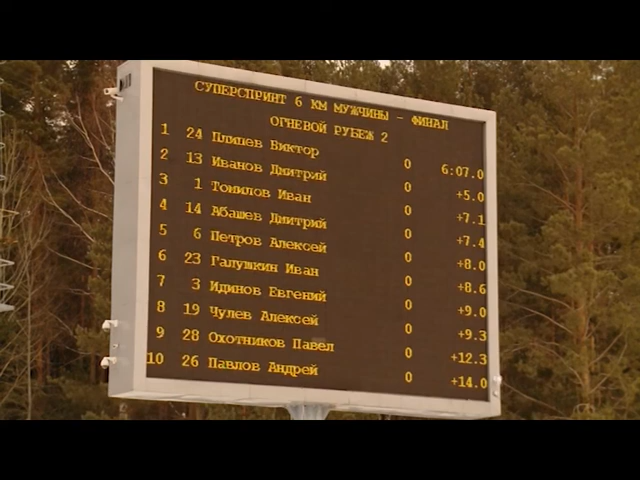 СУПЕРСПРИНТ 6 КМ МУЖЧИНЫ - ФИНАЛ
ОГНЕВОЙ РУБЕЖ 2
1 24 Плицев Виктор 0 6:07.0
2 13 Иванов Дмитрий 0 +5.0
3 1 Томилов Иван 0 +7.1
4 14 Абашев Дмитрий 0 +7.4
5 6 Петров Алексей 0 +8.0
6 23 Галушкин Иван 0 +8.6
7 3 Идинов Евгений 0 +9.0
8 19 Чулев Алексей 0 +9.3
9 28 Охотников Павел 0 +12.3
10 26 Павлов Андрей 0 +14.0